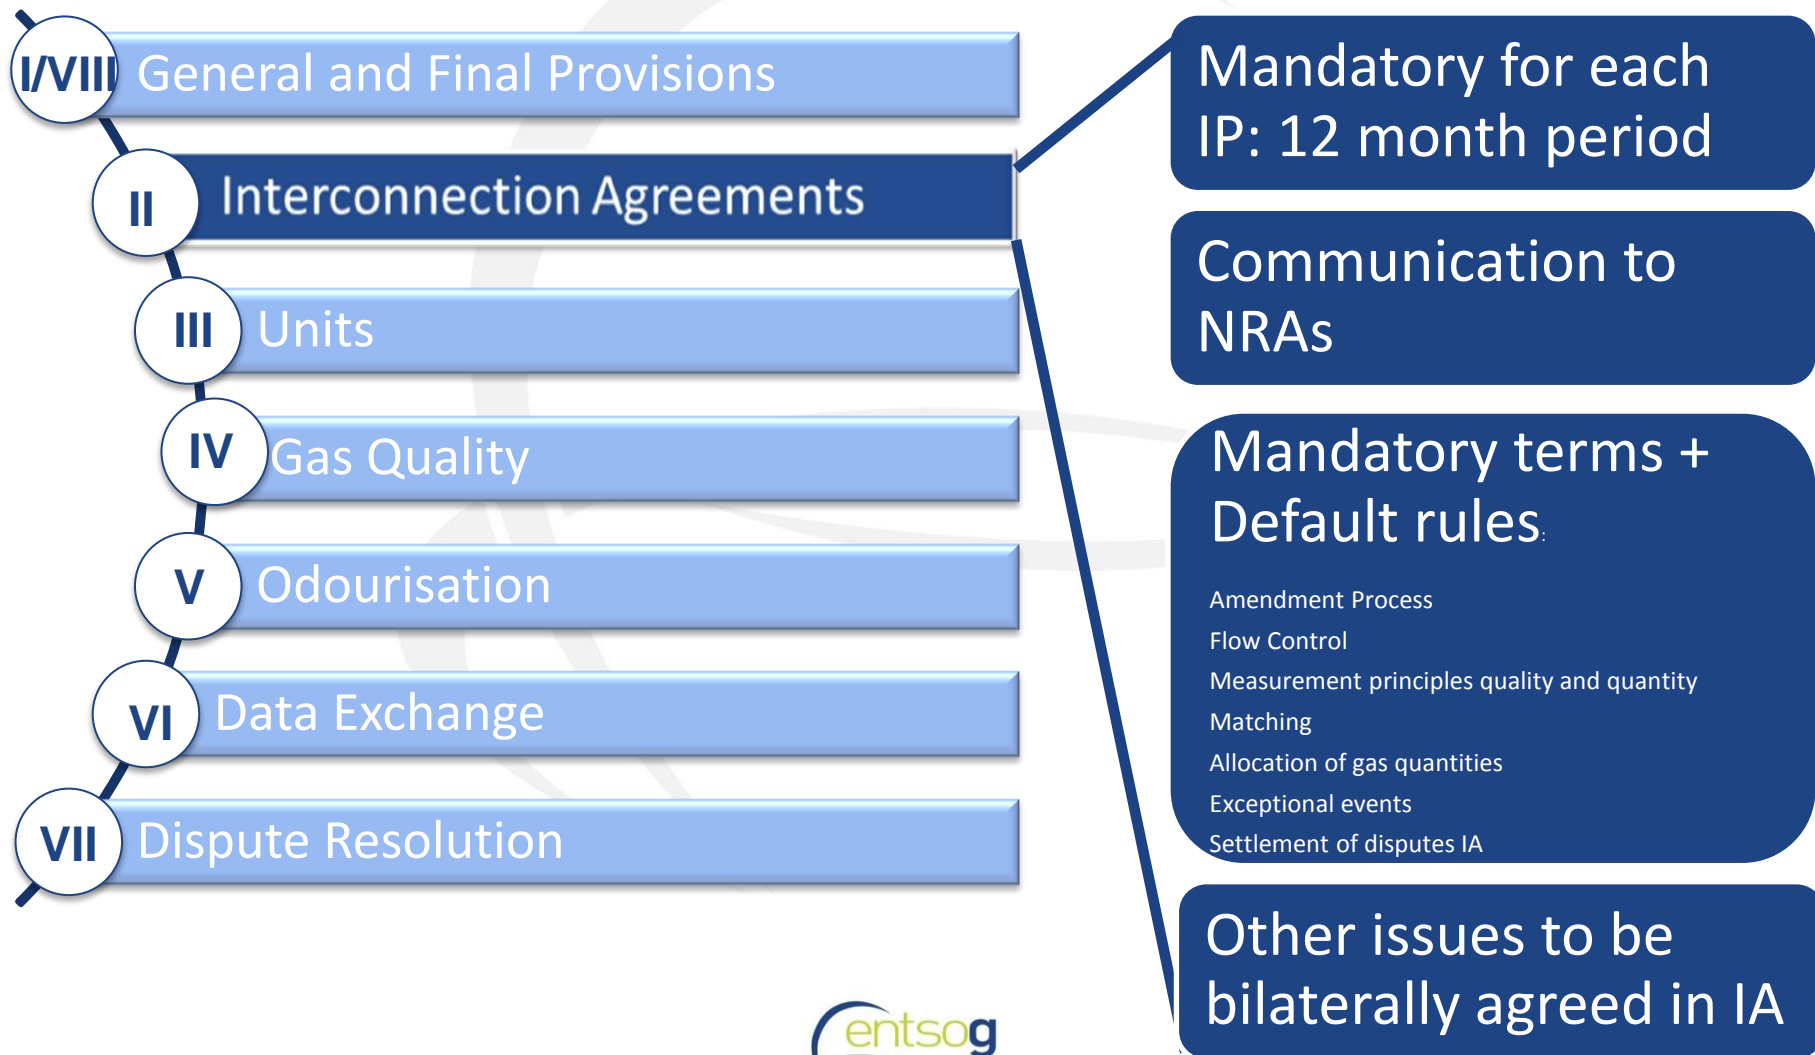 I/VIII General and Final Provisions
II Interconnection Agreements
III Units
IV Gas Quality
V Odourisation
VI Data Exchange
VII Dispute Resolution
Mandatory for each
IP: 12 month period
Communication to
NRAs
Mandatory terms +
Default rules:
Amendment Process
Flow Control
Measurement principles quality and quantity
Matching
Allocation of gas quantities
Exceptional events
Settlement of disputes IA
Other issues to be
bilaterally agreed in IA
entsog